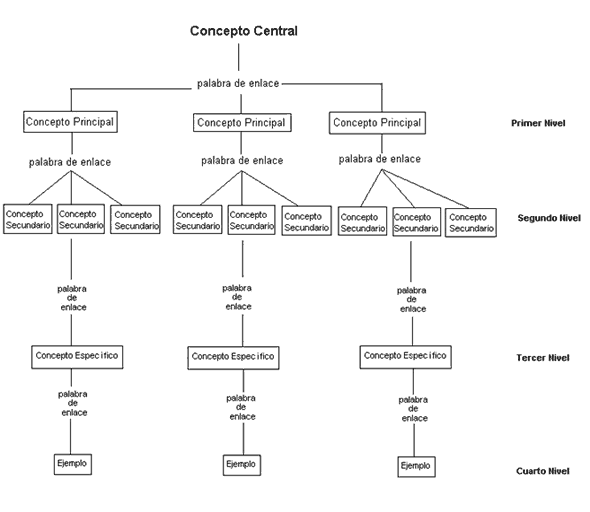 Concepto Central
palabra de enlace
Concepto Principal Concepto Principal Concepto Principal Primer Nivel
palabra de enlace palabra de enlace palabra de enlace
Concepto Concepto Concepto Concepto Concepto Concepto Concepto Concepto Concepto
Secundario Secundario Secundario Secundario Secundario Secundario Secundario Secundario Secundario Segundo Nivel
palabra palabra palabra
de de de
enlace enlace enlace
Concepto Especifico Concepto Especifico Concepto Especifico Tercer Nivel
palabra palabra palabra
de de de
enlace enlace enlace
Ejemplo Ejemplo Ejemplo Cuarto Nivel